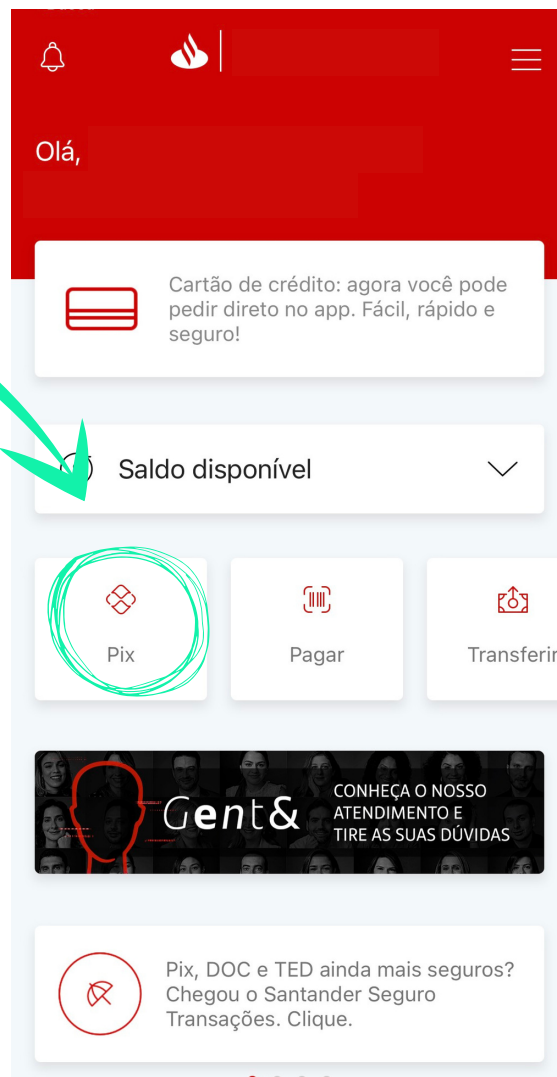 Olá,
Cartão de crédito: agora você pode
pedir direto no app. Fácil, rápido e
seguro!
Saldo disponível
Pix
Pagar
Transferir
Gent&
CONHEÇA O NOSSO
ATENDIMENTO E
TIRE AS SUAS DÚVIDAS
Pix, DOC e TED ainda mais seguros?
Chegou o Santander Seguro
Transações. Clique.